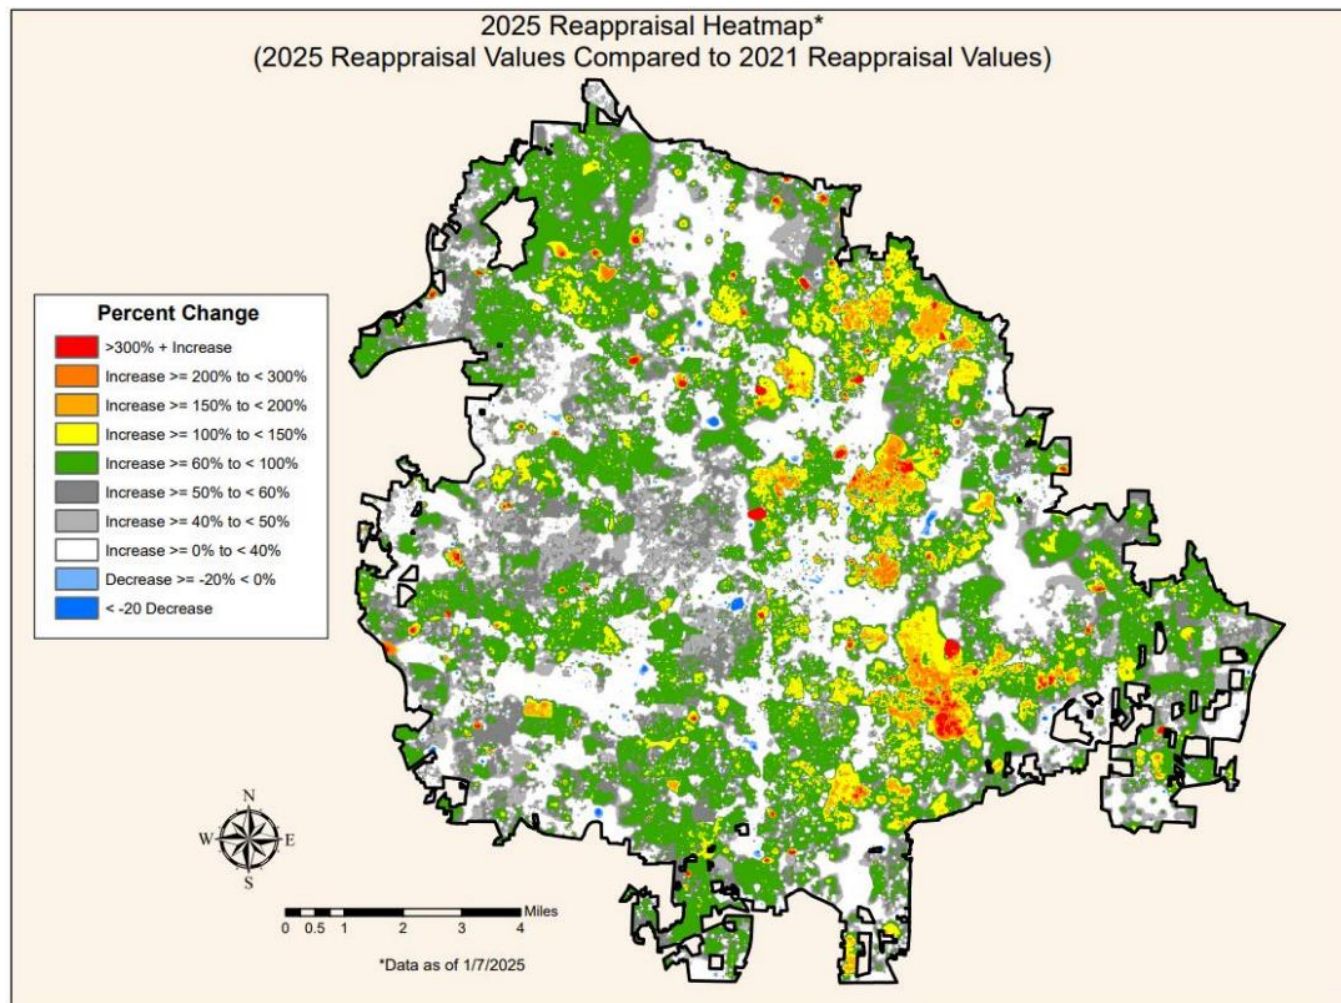 2025 Reappraisal Heatmap*
(2025 Reappraisal Values Compared to 2021 Reappraisal Values)
Percent Change
>300% + Increase
Increase >= 200% to < 300%
Increase >= 150% to < 200%
Increase >= 100% to < 150%
Increase >= 60% to < 100%
Increase >= 50% to < 60%
Increase >= 40% to < 50%
Increase >= 0% to < 40%
Decrease >= -20% < 0%
< -20 Decrease
N
W E
S
Miles
0 0.5 1 2 3 4
*Data as of 1/7/2025